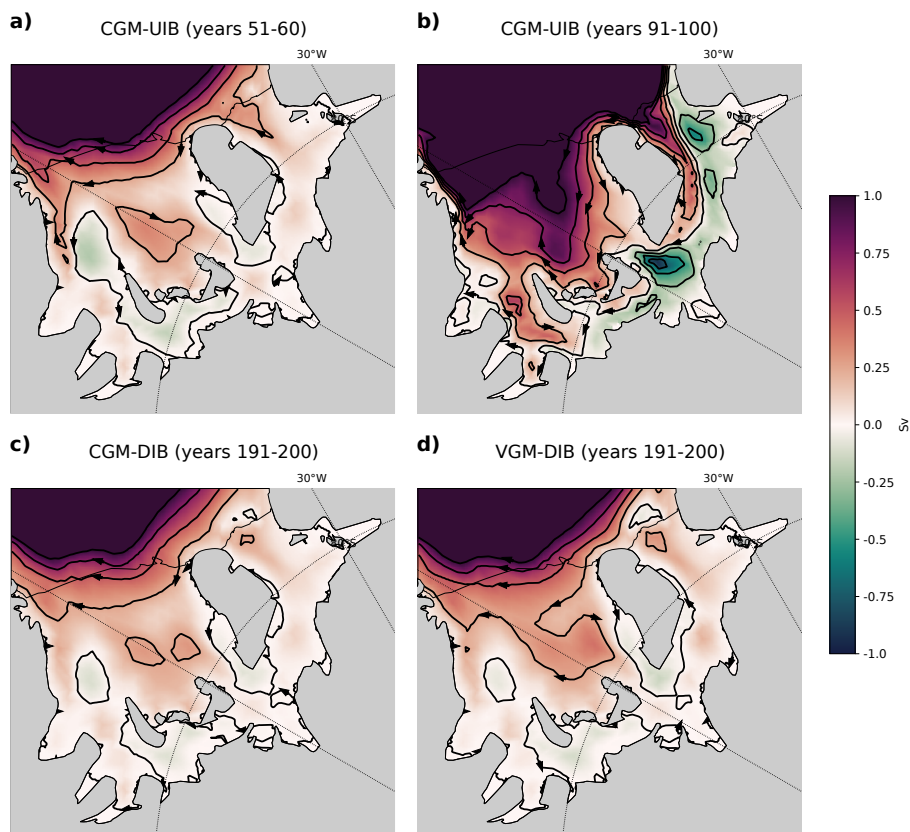 a)
CGM-UIB (years 51-60)
30°W
b)
CGM-UIB (years 91-100)
30°W
1.0
0.75
0.5
0.25
0.0
-0.25
-0.5
-0.75
-1.0
Sv
c)
CGM-DIB (years 191-200)
30°W
d)
VGM-DIB (years 191-200)
30°W